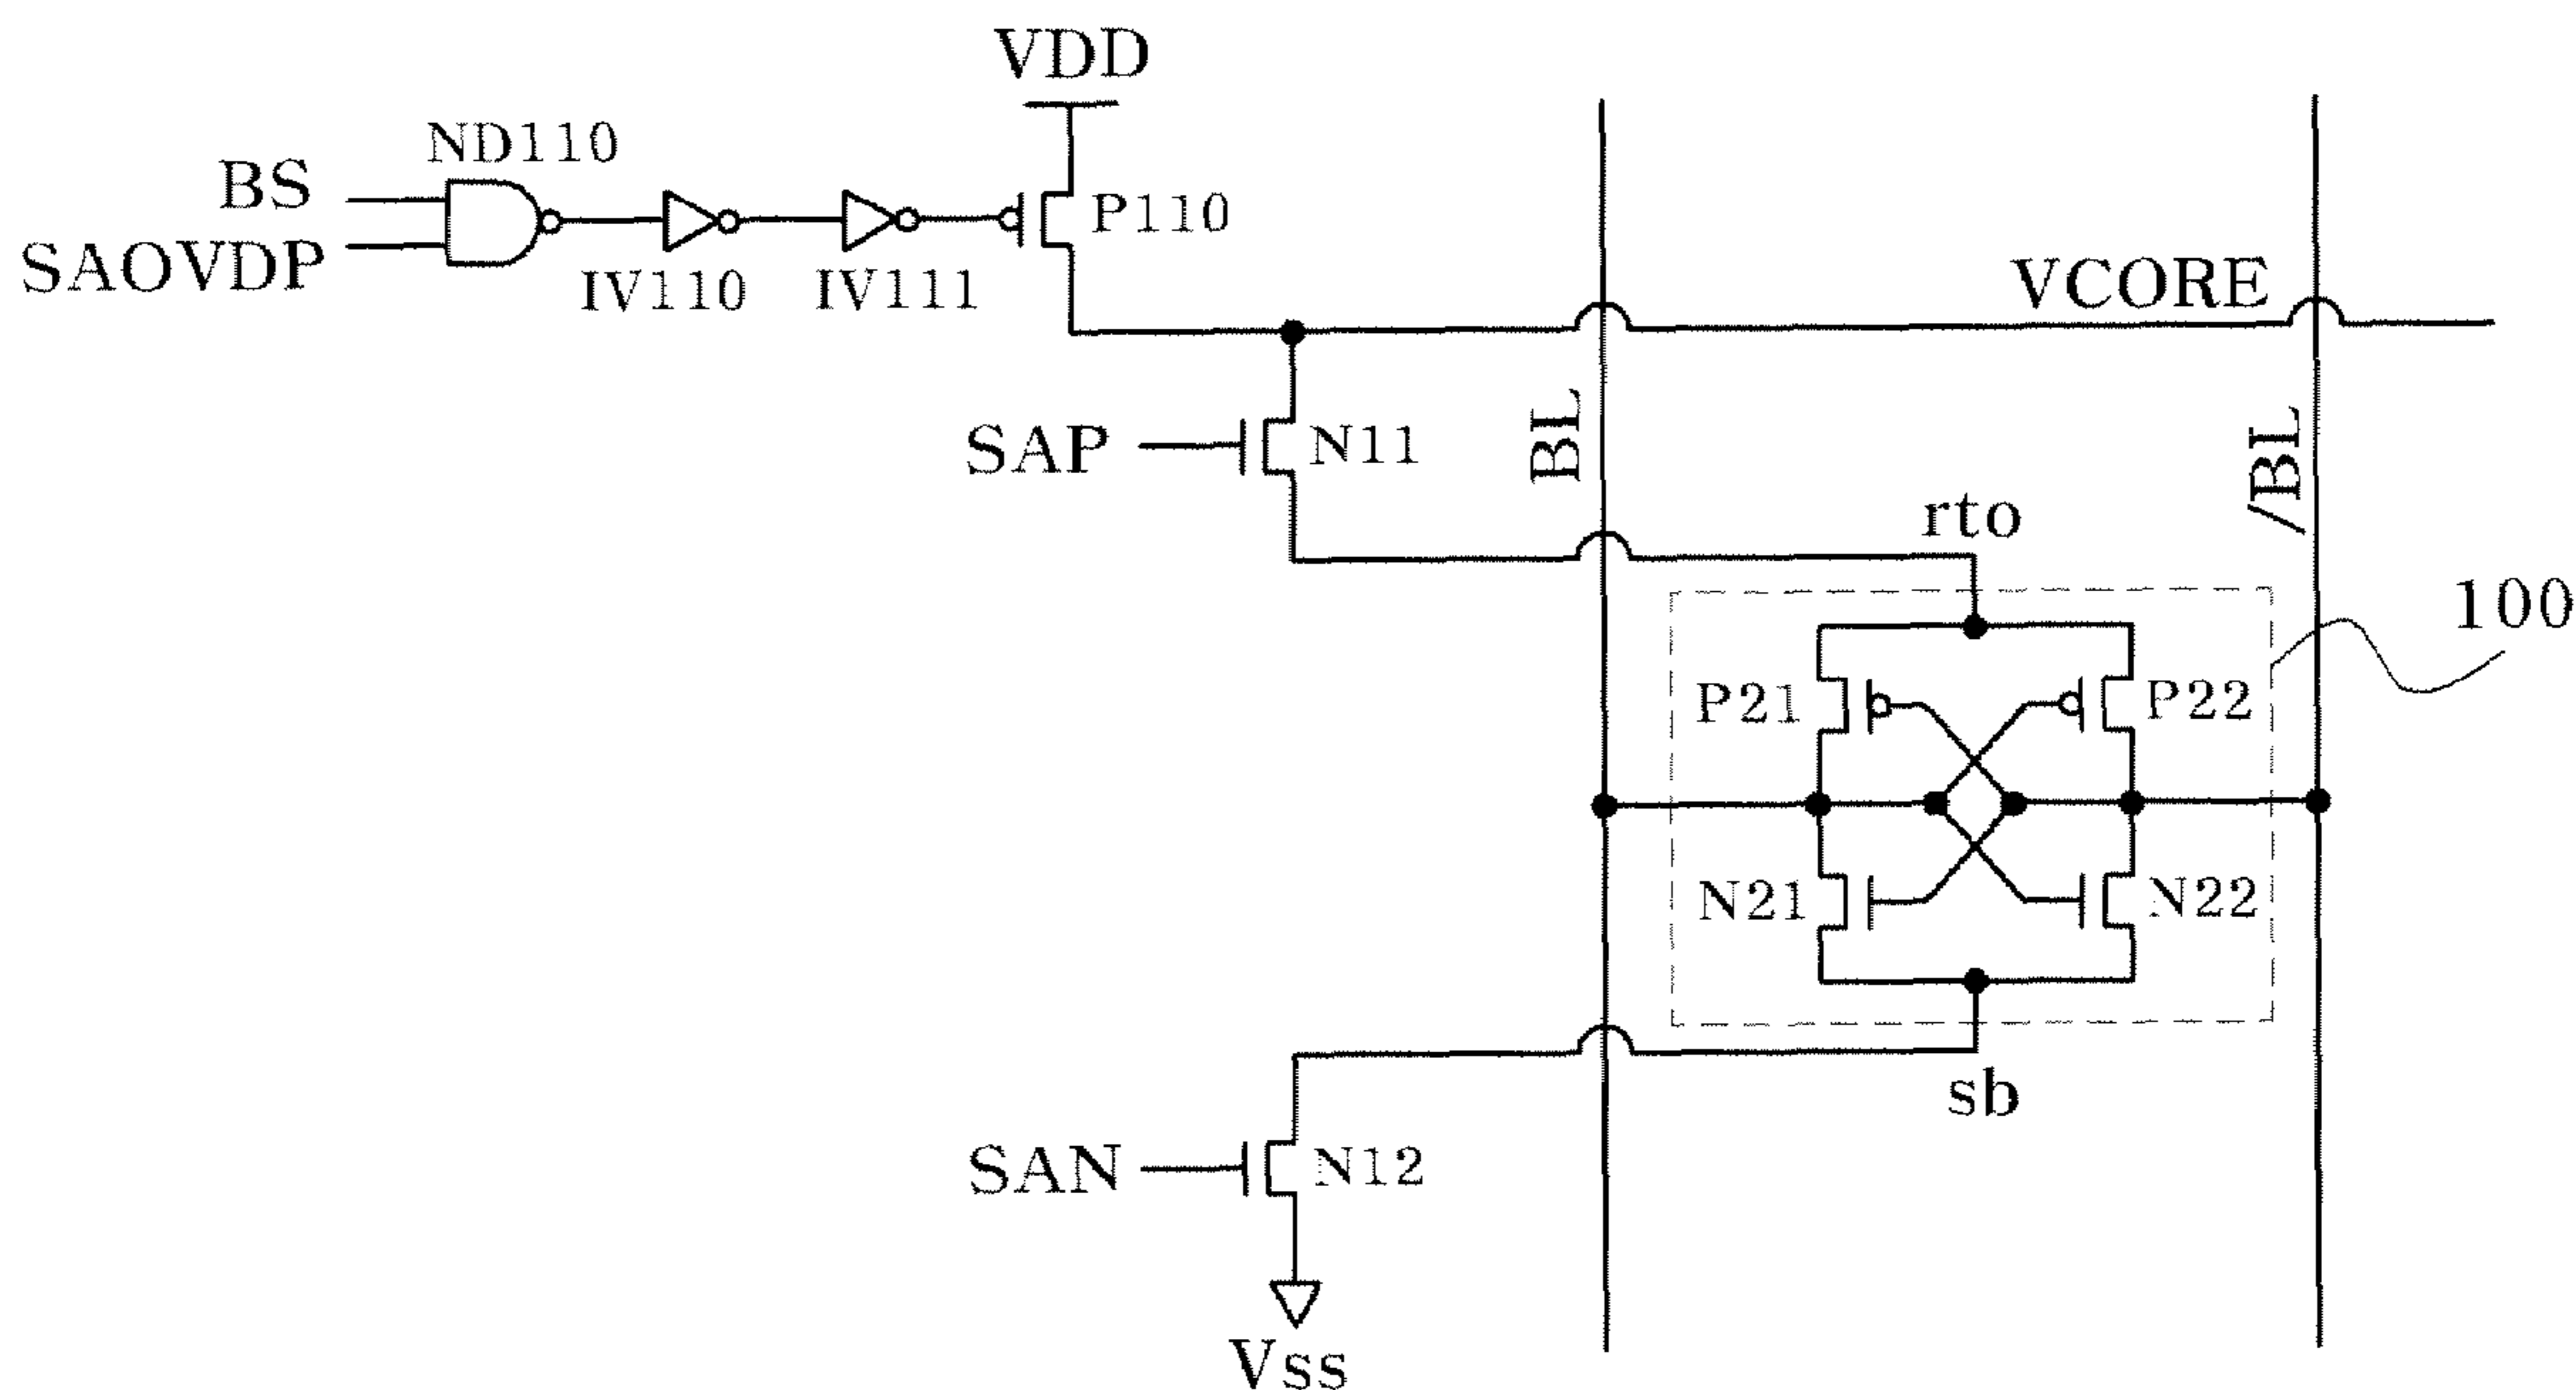 VDD
ND110
BS
SAOVDP
IV110
IV111
P110
VCORE
SAP
N11
BL
/BL
rto
100
P21
P22
N21
N22
sb
SAN
N12
Vss